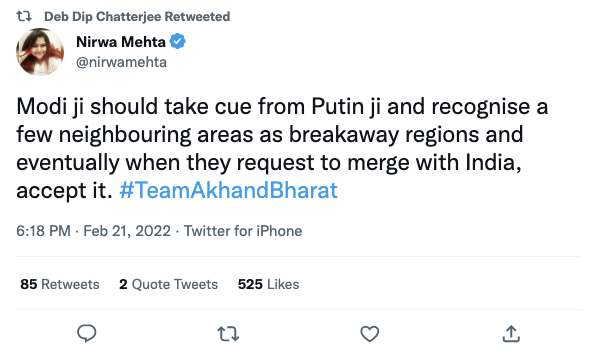 Deb Dip Chatterjee Retweeted
Nirwa Mehta
@nirwamehta
Modi ji should take cue from Putin ji and recognise a
few neighbouring areas as breakaway regions and
eventually when they request to merge with India,
accept it. #TeamAkhandBharat
6:18 PM · Feb 21, 2022 · Twitter for iPhone
85 Retweets 2 Quote Tweets 525 Likes